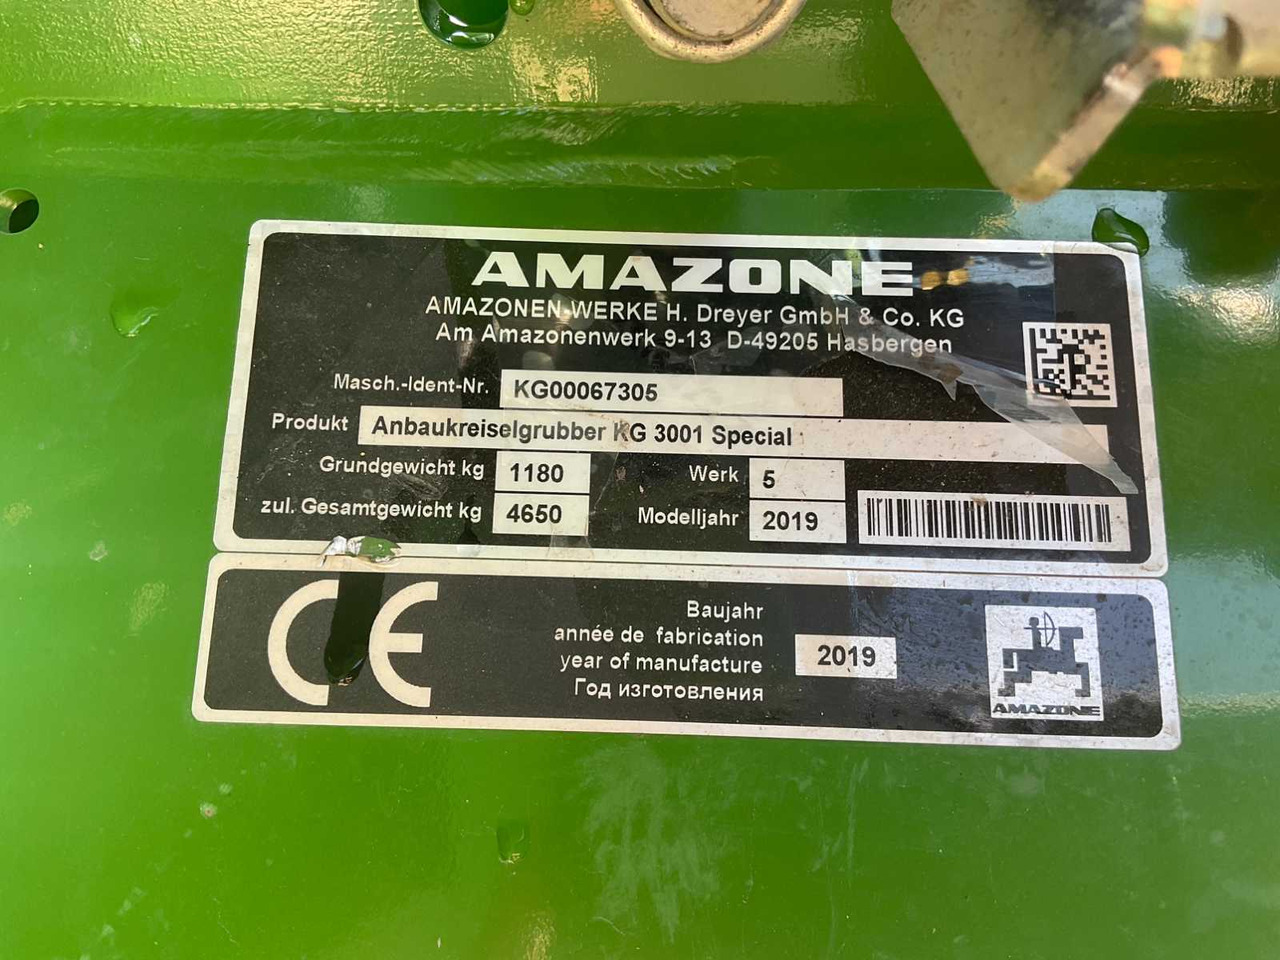 AMAZONE
AMAZONEN-WERKE H. Dreyer GmbH & Co. KG
Am Amazonenwerk 9-13 D-49205 Hasbergen
Masch.-Ident-Nr. KG00067305
Produkt Anbaukreiselgrubber KG 3001 Special
Grundgewicht kg 1180 Werk 5
zul. Gesamtgewicht kg 4650 Modelljahr 2019
CE
Baujahr
année de fabrication
year of manufacture 2019
Год изготовления
AMAZONE